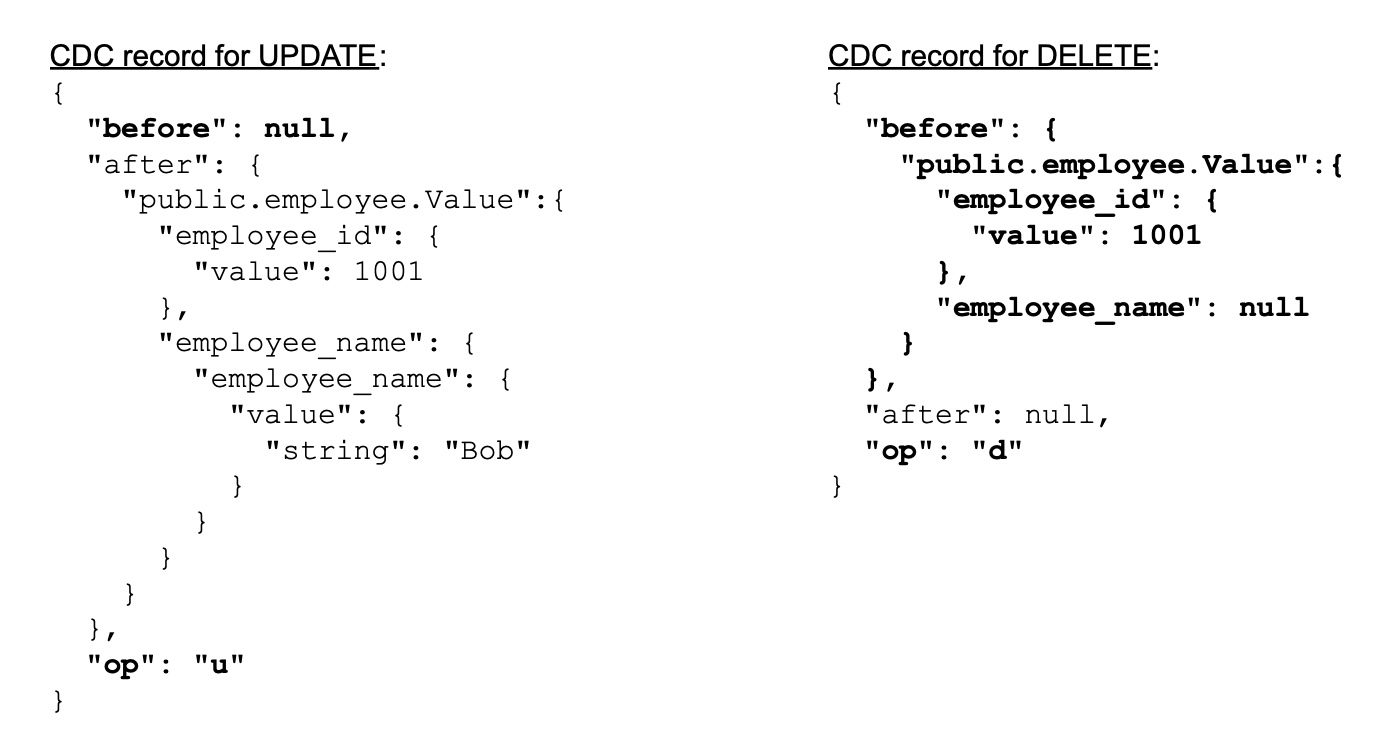 CDC record for UPDATE:
{
  "before": null,
  "after": {
    "public.employee.Value":{
      "employee_id": {
        "value": 1001
      },
      "employee_name": {
        "employee_name": {
          "value": {
            "string": "Bob"
          }
        }
      }
    }
  },
  "op": "u"
}
CDC record for DELETE:
{
  "before": {
    "public.employee.Value":{
      "employee_id": {
        "value": 1001
      },
      "employee_name": null
    }
  },
  "after": null,
  "op": "d"
}